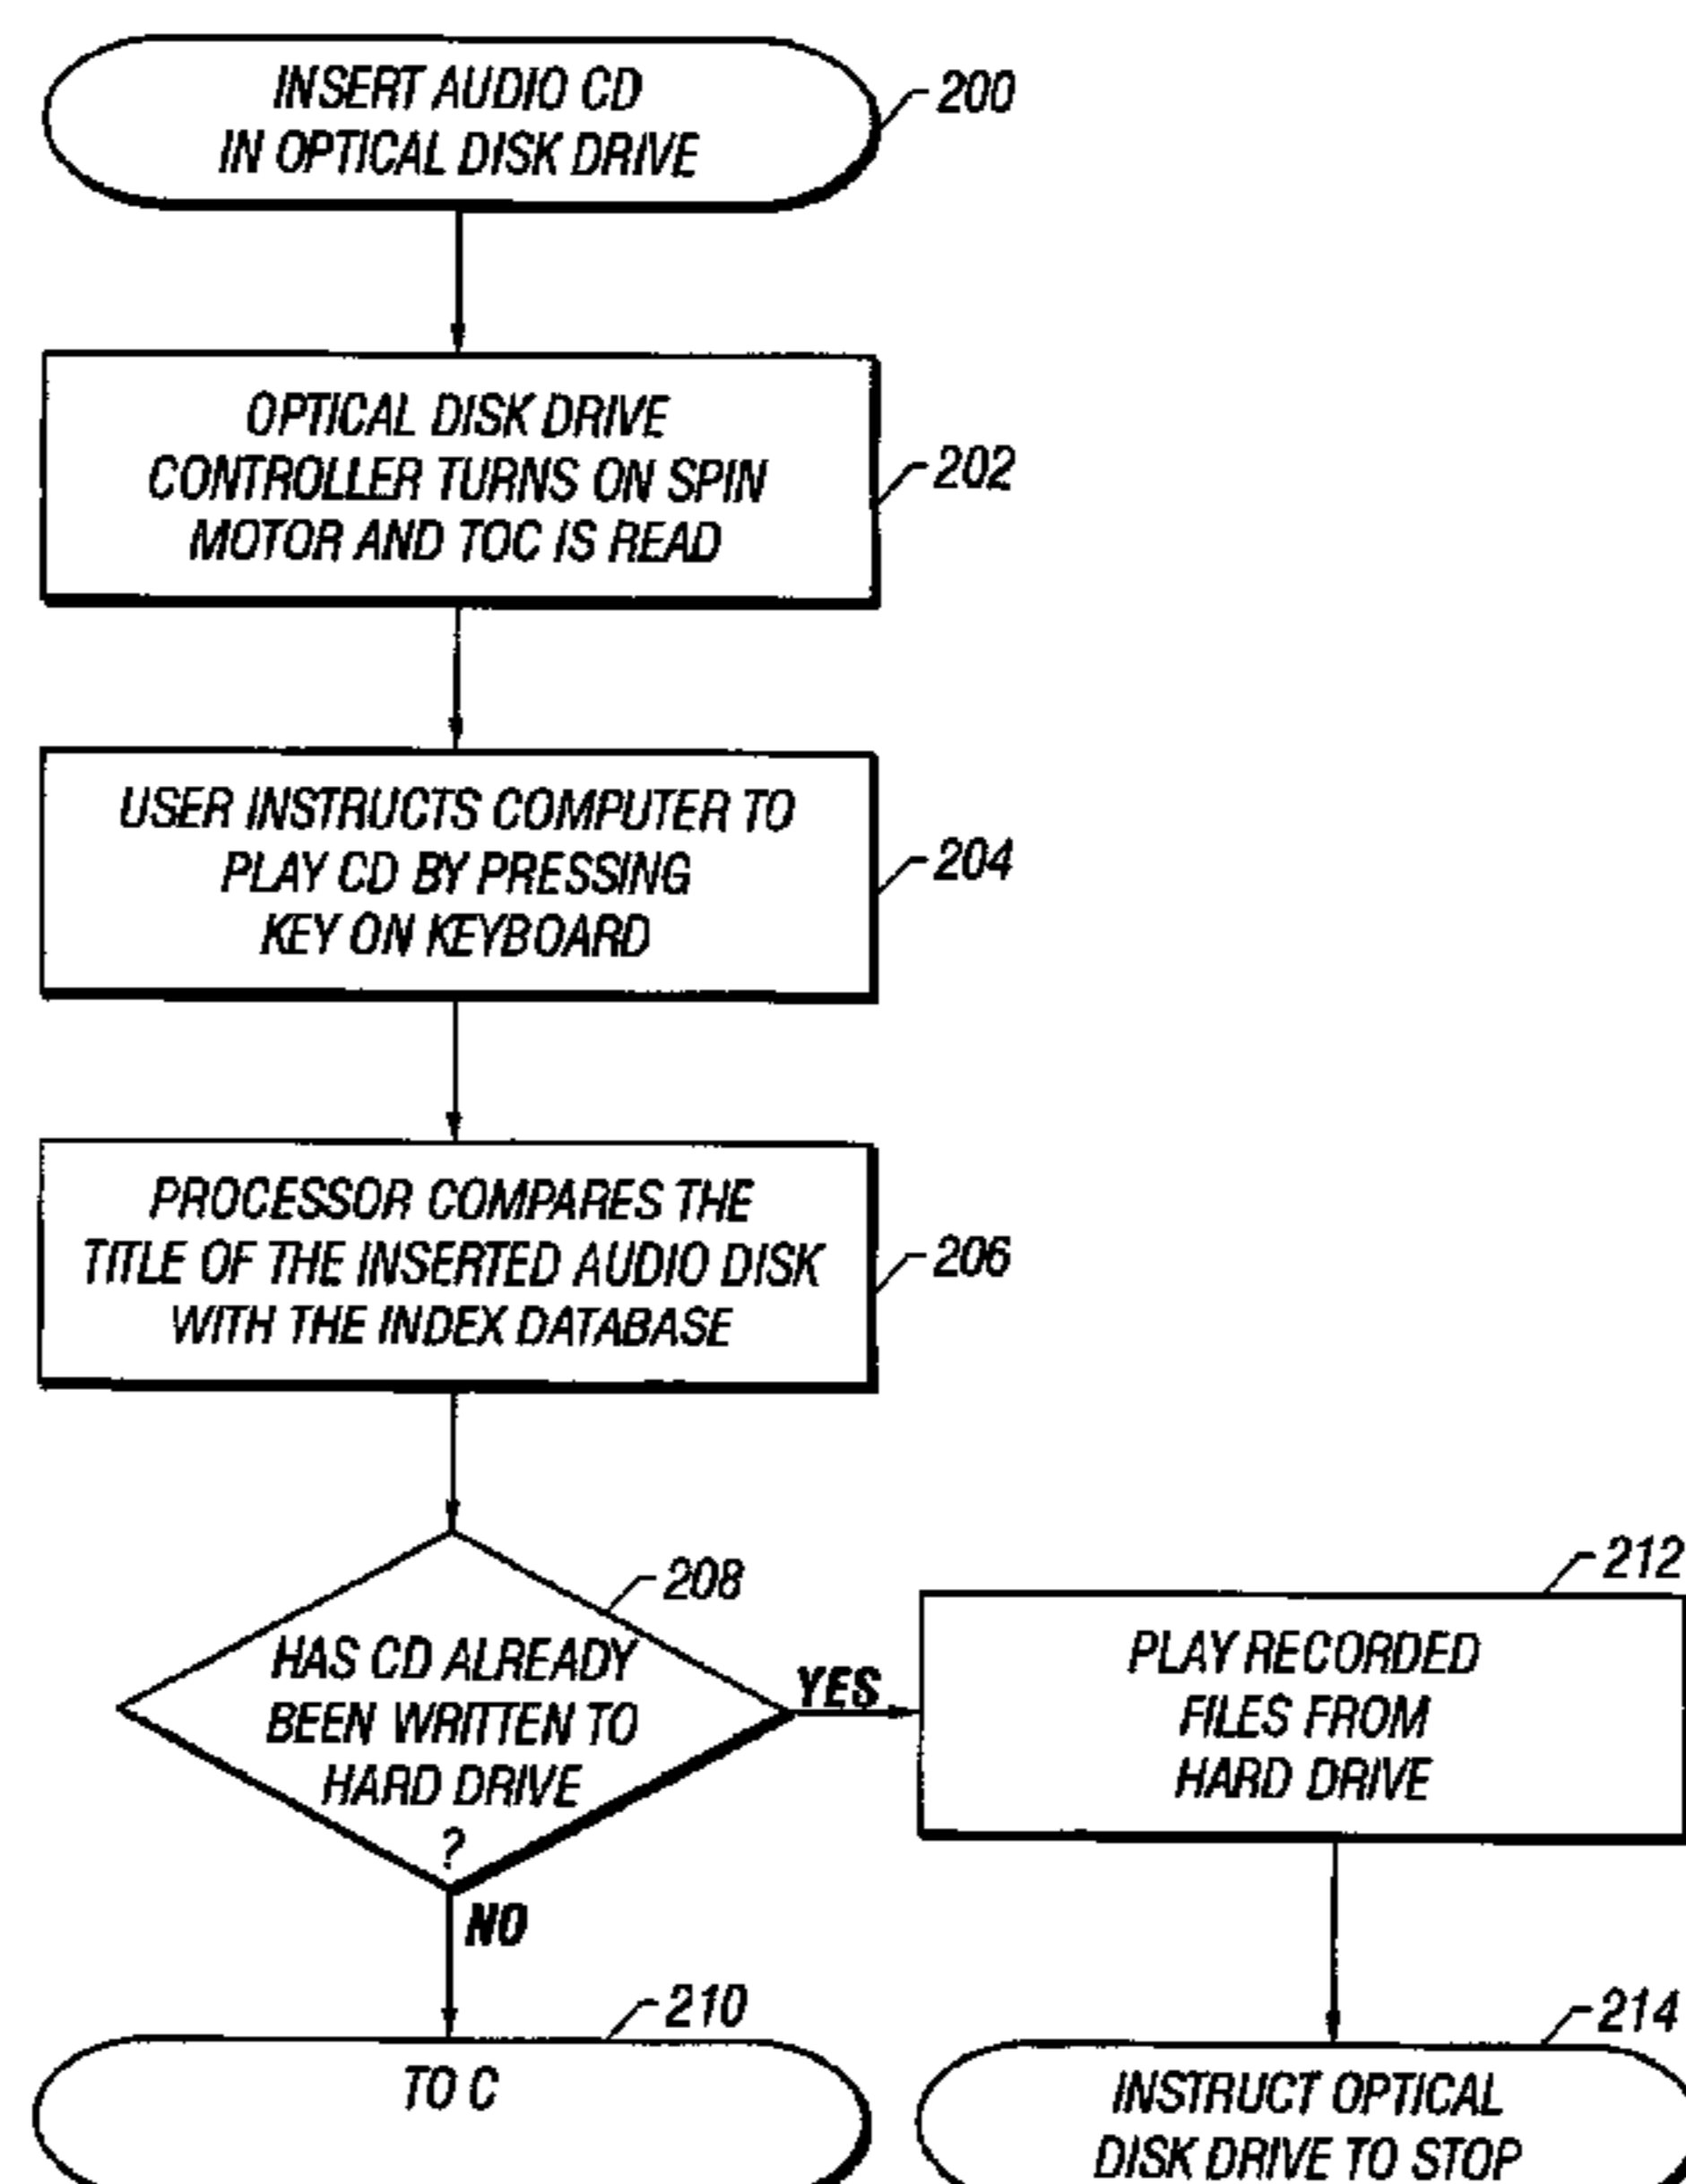 INSERT AUDIO CD
IN OPTICAL DISK DRIVE
200
OPTICAL DISK DRIVE
CONTROLLER TURNS ON SPIN
MOTOR AND TOC IS READ
202
USER INSTRUCTS COMPUTER TO
PLAY CD BY PRESSING
KEY ON KEYBOARD
204
PROCESSOR COMPARES THE
TITLE OF THE INSERTED AUDIO DISK
WITH THE INDEX DATABASE
206
208
HAS CD ALREADY
BEEN WRITTEN TO
HARD DRIVE
?
YES
NO
212
PLAY RECORDED
FILES FROM
HARD DRIVE
210
TO C
214
INSTRUCT OPTICAL
DISK DRIVE TO STOP